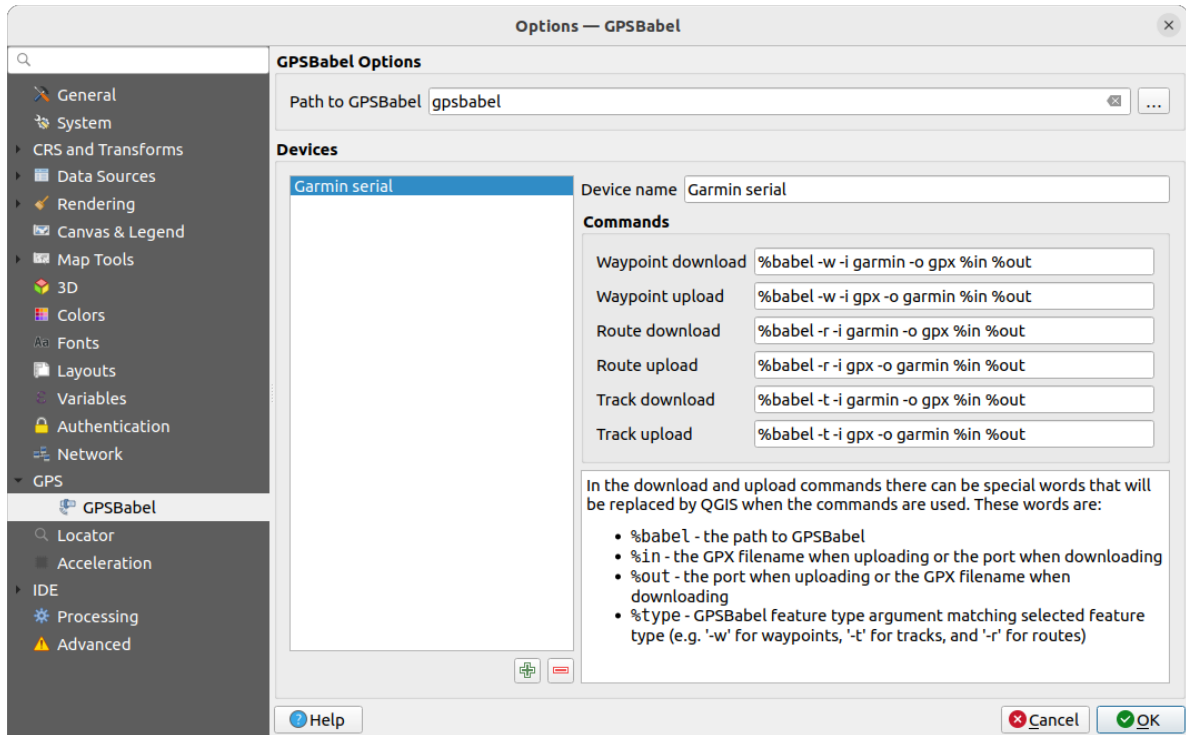 Options — GPSBabel
General
System
CRS and Transforms
Data Sources
Rendering
Canvas & Legend
Map Tools
3D
Colors
Aa Fonts
Layouts
ε Variables
Authentication
Network
GPS
GPSBabel
Locator
Acceleration
IDE
Processing
Advanced
GPSBabel Options
Path to GPSBabel gpsbabel ...
Devices
Garmin serial
Device name Garmin serial
Commands
Waypoint download %babel -w -i garmin -o gpx %in %out
Waypoint upload %babel -w -i gpx -o garmin %in %out
Route download %babel -r -i garmin -o gpx %in %out
Route upload %babel -r -i gpx -o garmin %in %out
Track download %babel -t -i garmin -o gpx %in %out
Track upload %babel -t -i gpx -o garmin %in %out
In the download and upload commands there can be special words that will
be replaced by QGIS when the commands are used. These words are:
• %babel - the path to GPSBabel
• %in - the GPX filename when uploading or the port when downloading
• %out - the port when uploading or the GPX filename when
downloading
• %type - GPSBabel feature type argument matching selected feature
type (e.g. '-w' for waypoints, '-t' for tracks, and '-r' for routes)
? Help
Cancel
OK